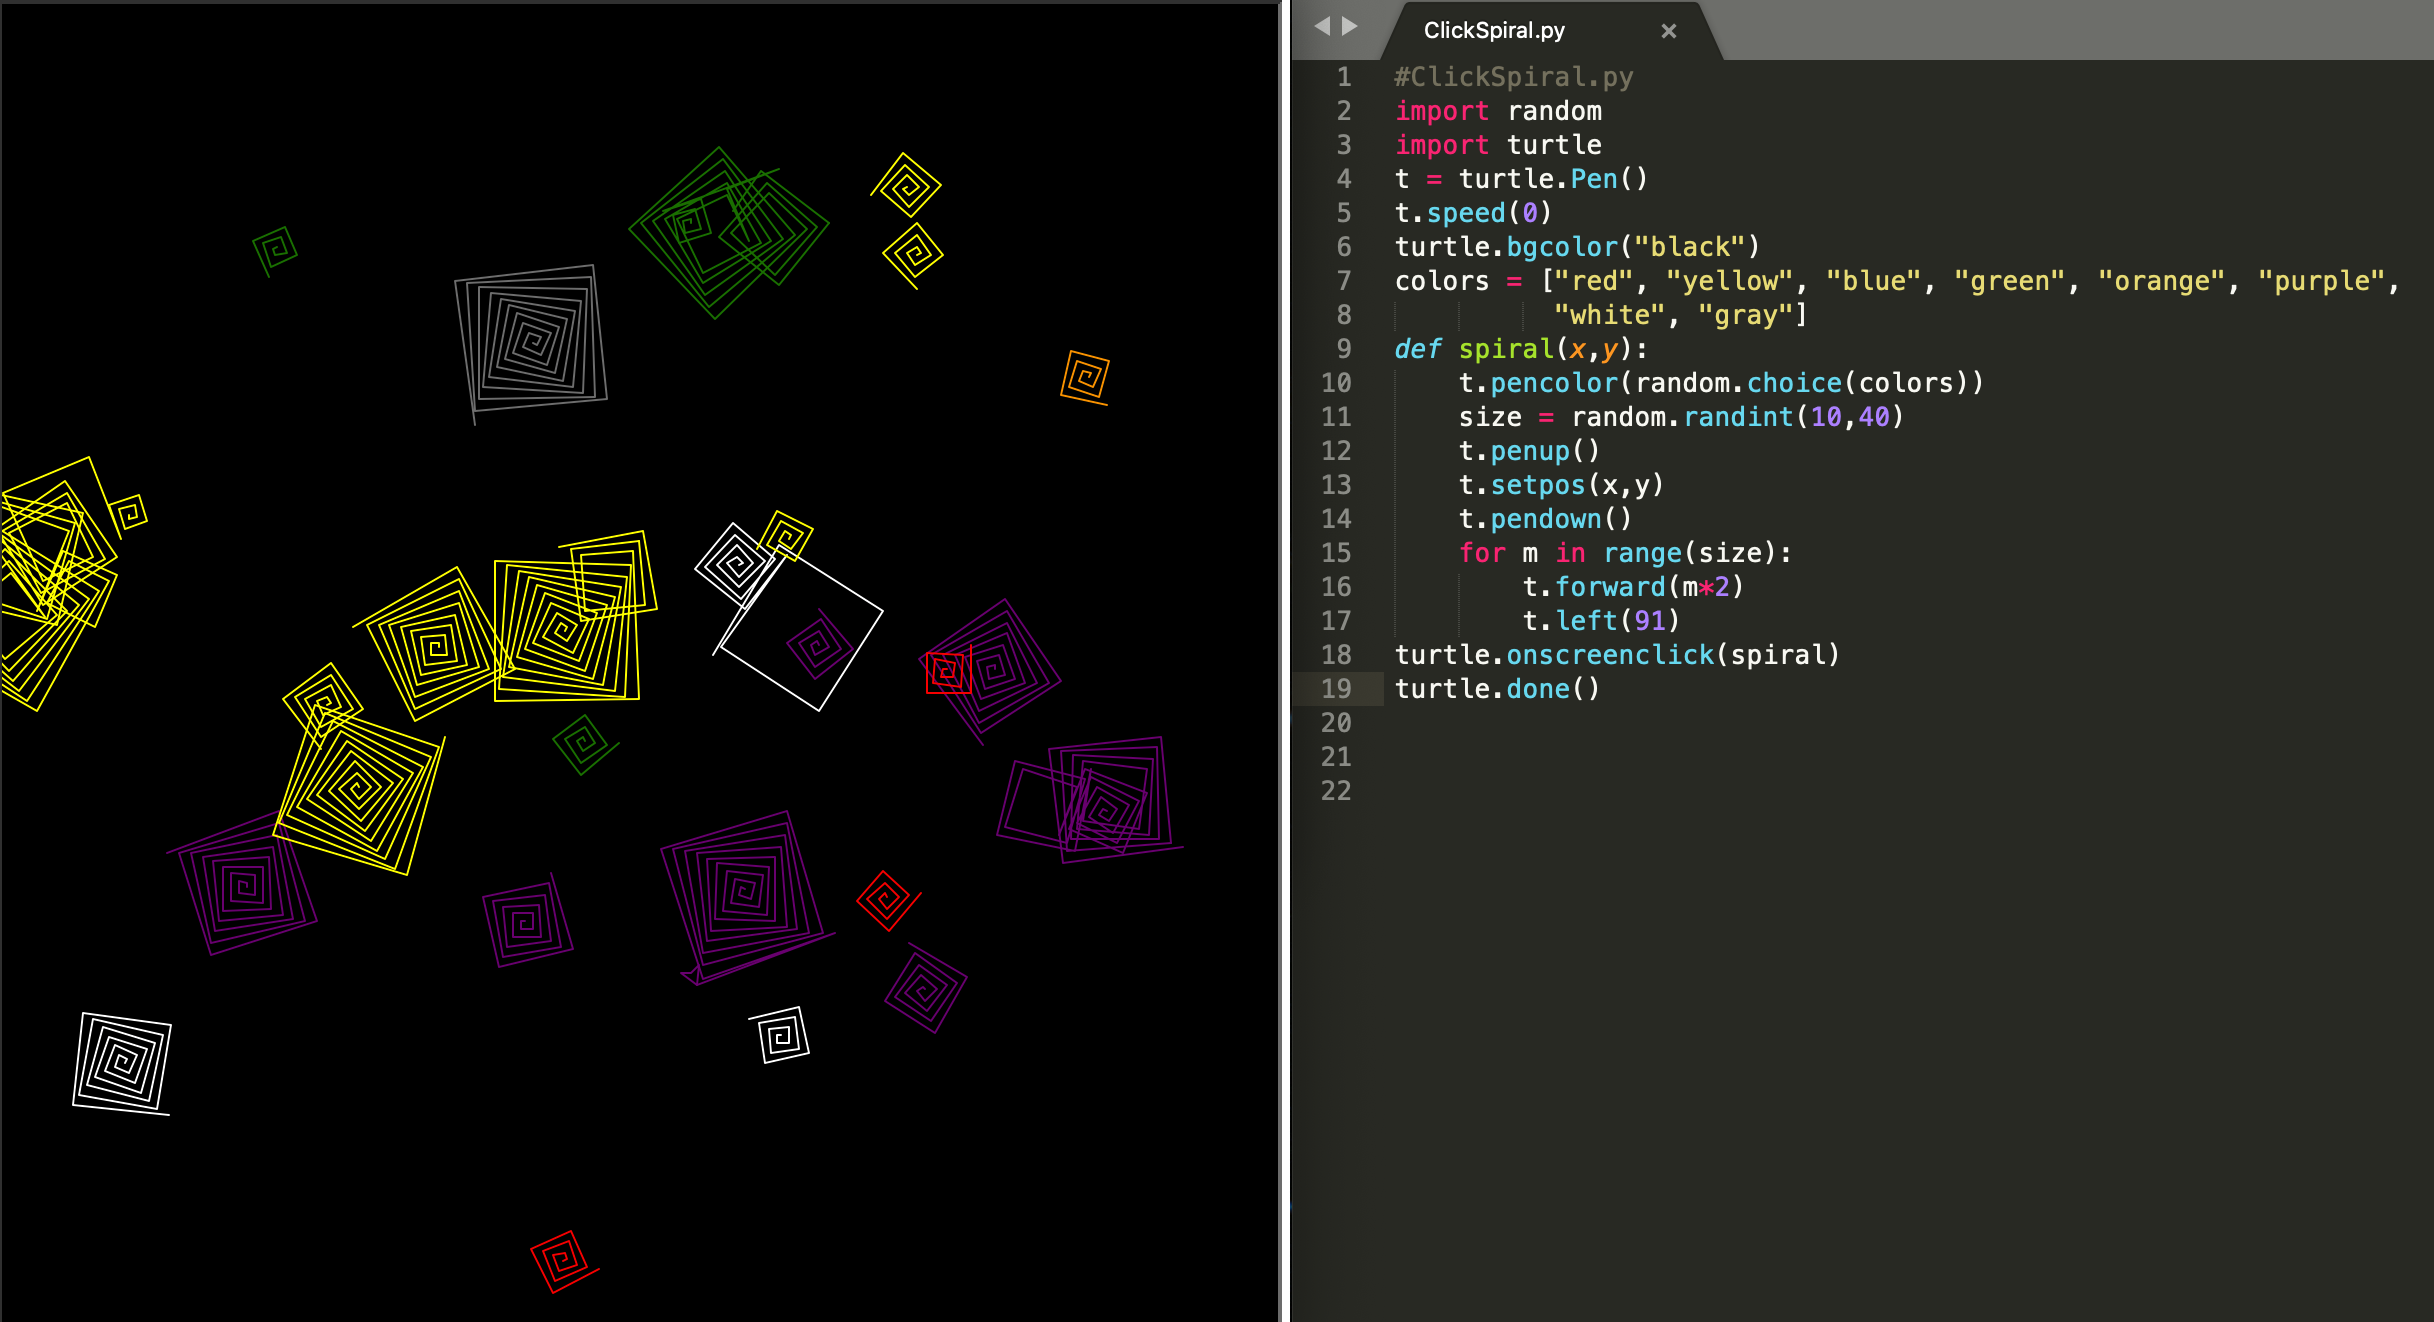 ClickSpiral.py
1 #ClickSpiral.py
2 import random
3 import turtle
4 t = turtle.Pen()
5 t.speed(0)
6 turtle.bgcolor("black")
7 colors = ["red", "yellow", "blue", "green", "orange", "purple",
8           "white", "gray"]
9 def spiral(x,y):
10     t.pencolor(random.choice(colors))
11     size = random.randint(10,40)
12     t.penup()
13     t.setpos(x,y)
14     t.pendown()
15     for m in range(size):
16         t.forward(m*2)
17         t.left(91)
18 turtle.onscreenclick(spiral)
19 turtle.done()
20
21
22